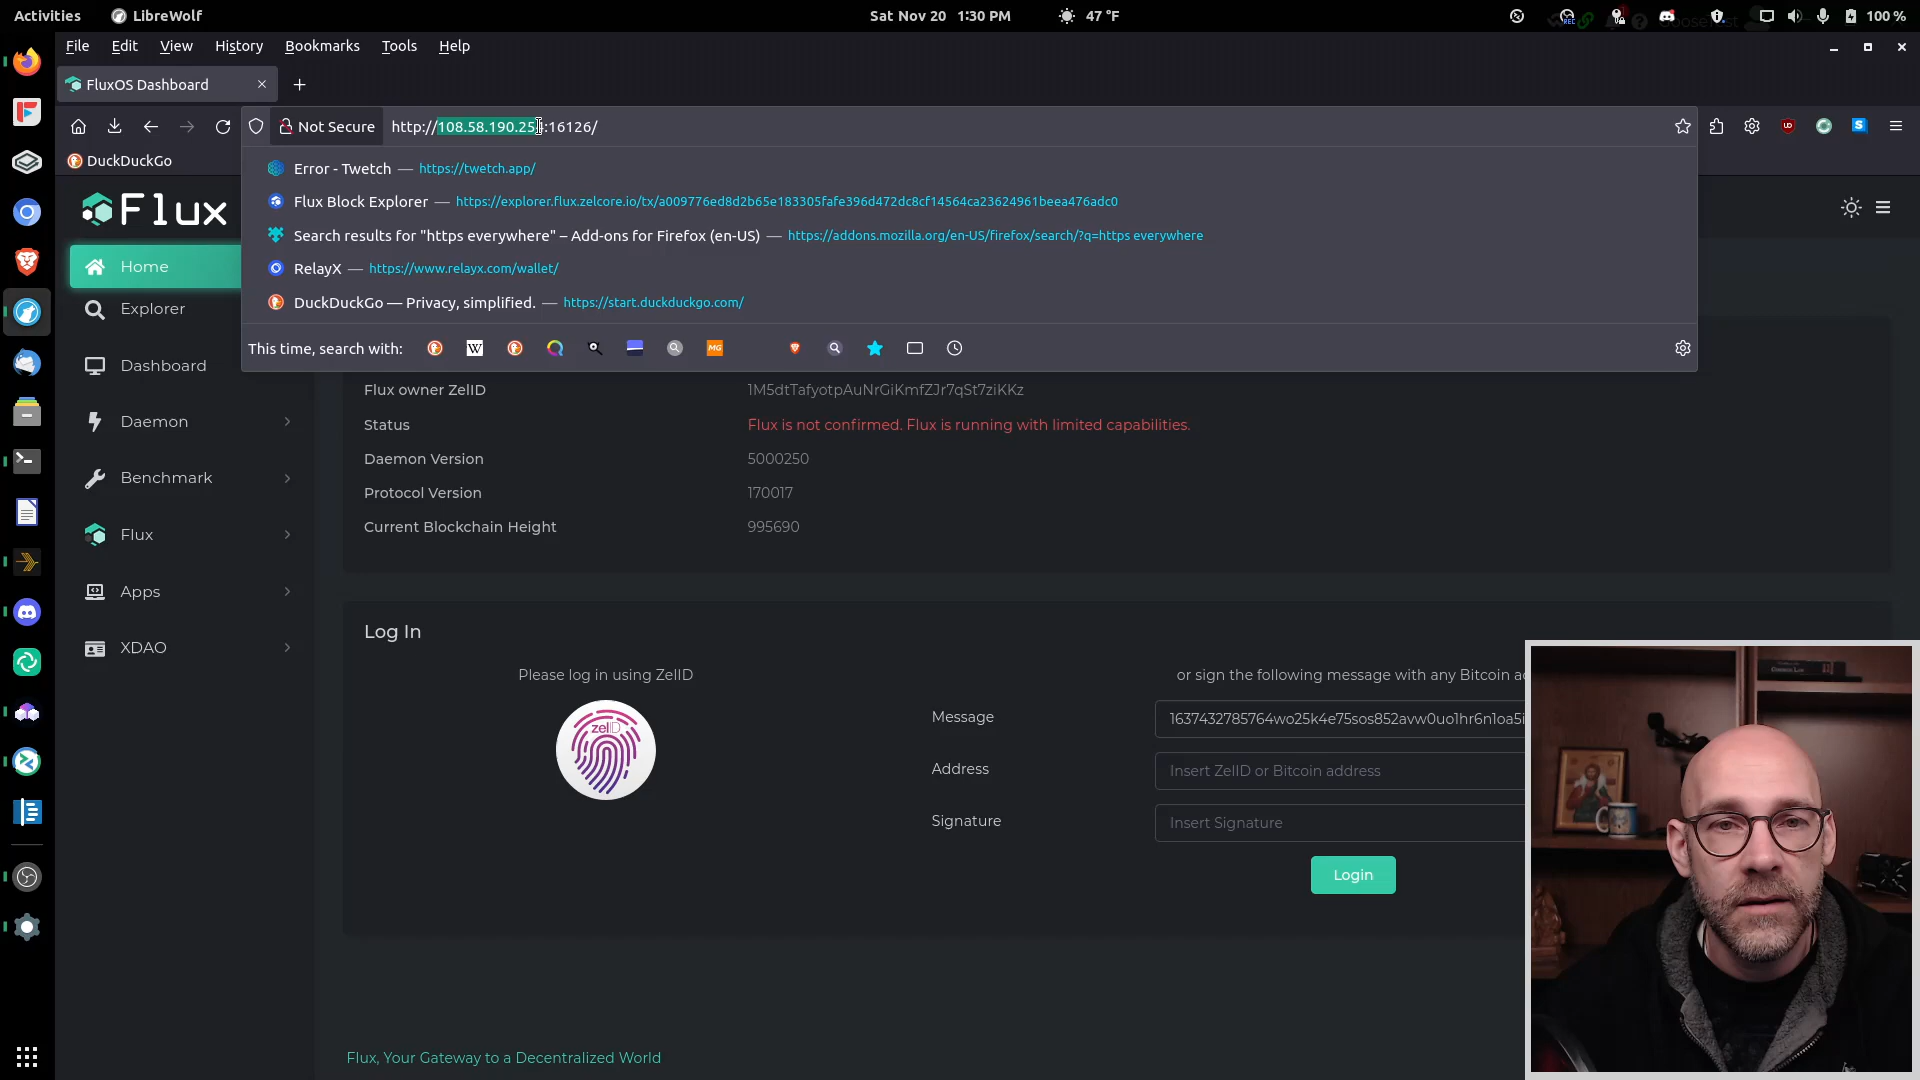 Activities LibreWolf Sat Nov 20 1:30 PM 47 °F 100 %
File Edit View History Bookmarks Tools Help
FluxOS Dashboard
Not Secure http://108.58.190.25 :16126/
DuckDuckGo
Error - Twetch — https://twetch.app/
Flux Block Explorer — https://explorer.flux.zelcore.io/tx/a009776ed8d2b65e183305fafe396d472dc8cf14564ca23624961beea476adc0
Search results for "https everywhere" – Add-ons for Firefox (en-US) — https://addons.mozilla.org/en-US/firefox/search/?q=https everywhere
RelayX — https://www.relayx.com/wallet/
DuckDuckGo — Privacy, simplified. — https://start.duckduckgo.com/
This time, search with:
Flux
Home
Explorer
Dashboard
Daemon
Benchmark
Flux
Apps
XDAO
Flux owner ZelID 1M5dtTafyotpAuNrGiKmfZJr7qSt7ziKKz
Status Flux is not confirmed. Flux is running with limited capabilities.
Daemon Version 5000250
Protocol Version 170017
Current Blockchain Height 995690
Log In
Please log in using ZelID
zelID
or sign the following message with any Bitcoin
Message 1637432785764wo25k4e75sos852avw0uo1hr6n1oa5i
Address Insert ZelID or Bitcoin address
Signature Insert Signature
Login
Flux, Your Gateway to a Decentralized World